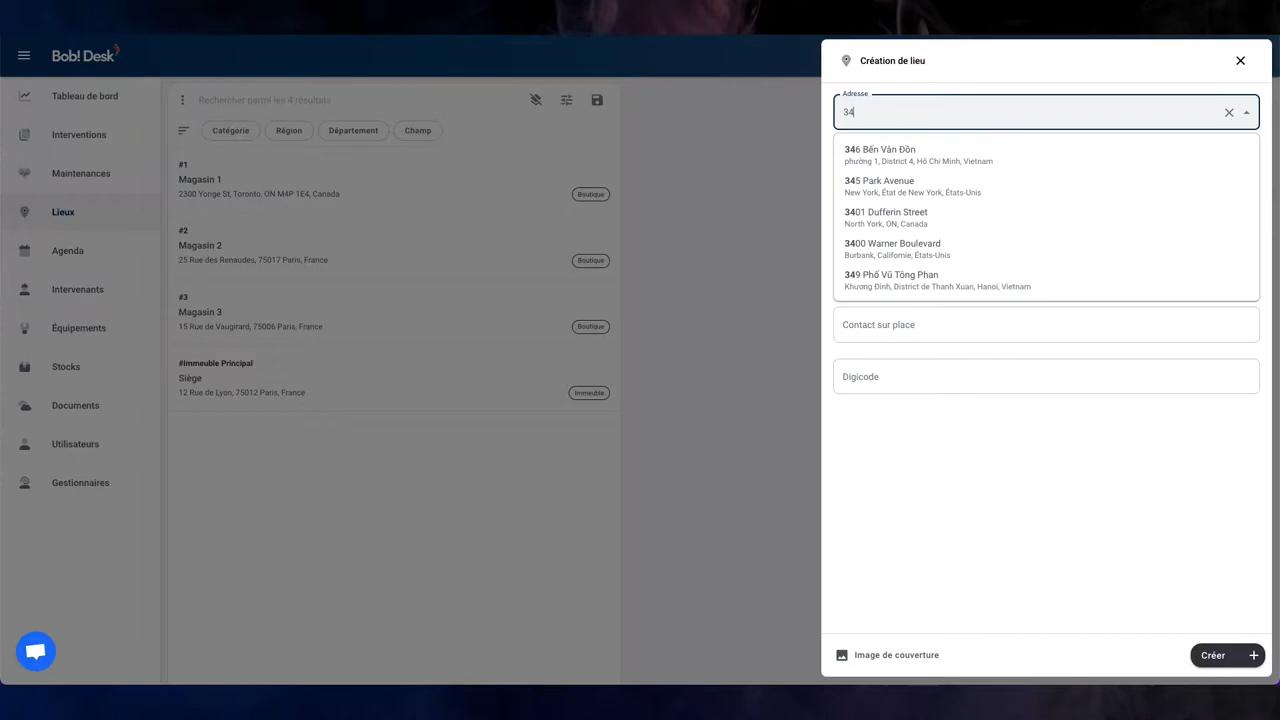 Bob! Desk
Tableau de bord
Interventions
Maintenances
Lieux
Agenda
Intervenants
Équipements
Stocks
Documents
Utilisateurs
Gestionnaires
Rechercher parmi les 4 résultats
Catégorie
Région
Département
Champ
#1
Magasin 1
2300 Yonge St, Toronto, ON M4P 1E4, Canada
Boutique
#2
Magasin 2
25 Rue des Renaudes, 75017 Paris, France
Boutique
#3
Magasin 3
15 Rue de Vaugirard, 75006 Paris, France
Boutique
#Immeuble Principal
Siège
12 Rue de Lyon, 75012 Paris, France
Immeuble
Création de lieu
Adresse
34
346 Bến Vân Đồn
phường 1, District 4, Hô Chi Minh, Vietnam
345 Park Avenue
New York, État de New York, États-Unis
3401 Dufferin Street
North York, ON, Canada
3400 Warner Boulevard
Burbank, Californie, États-Unis
349 Phố Vũ Tông Phan
Khương Đình, District de Thanh Xuan, Hanoi, Vietnam
Contact sur place
Digicode
Image de couverture
Créer